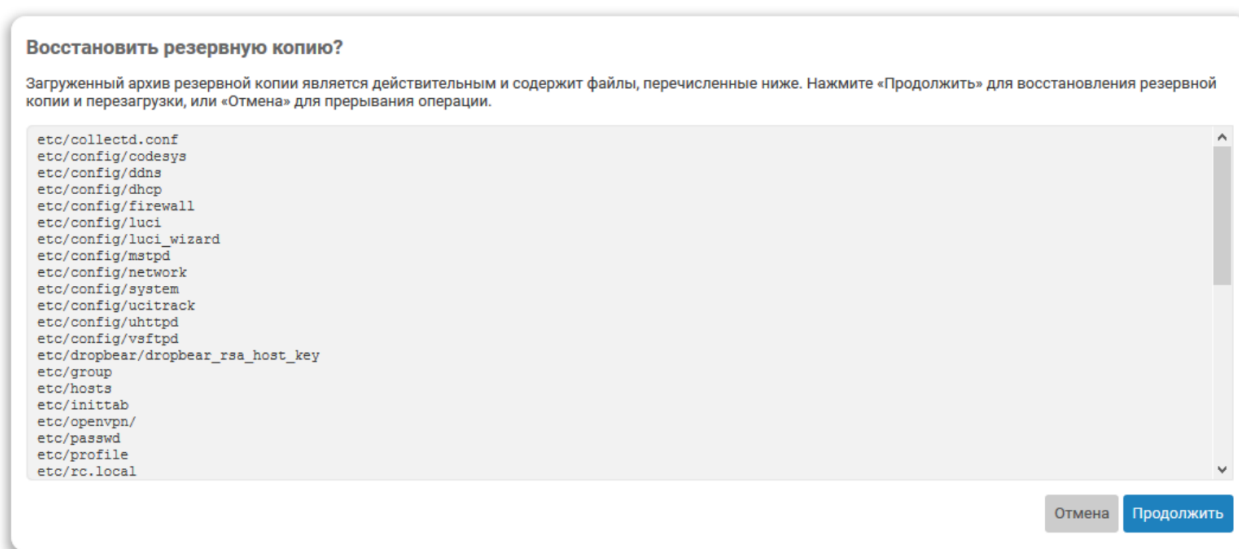 Восстановить резервную копию?
Загруженный архив резервной копии является действительным и содержит файлы, перечисленные ниже. Нажмите «Продолжить» для восстановления резервной
копии и перезагрузки, или «Отмена» для прерывания операции.
etc/collectd.conf
etc/config/codesys
etc/config/ddns
etc/config/dhcp
etc/config/firewall
etc/config/luci
etc/config/luci_wizard
etc/config/mstpd
etc/config/network
etc/config/system
etc/config/ucitrack
etc/config/uhttpd
etc/config/vsftpd
etc/dropbear/dropbear_rsa_host_key
etc/group
etc/hosts
etc/inittab
etc/openvpn/
etc/passwd
etc/profile
etc/rc.local
Отмена Продолжить